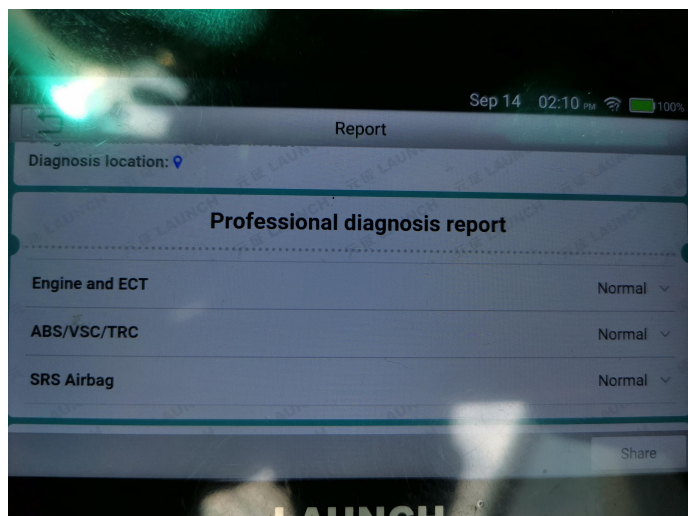 Sep 14 02:10 PM 100%
Report
Diagnosis location:
Professional diagnosis report
Engine and ECT Normal
ABS/VSC/TRC Normal
SRS Airbag Normal
Share
LAUNCH